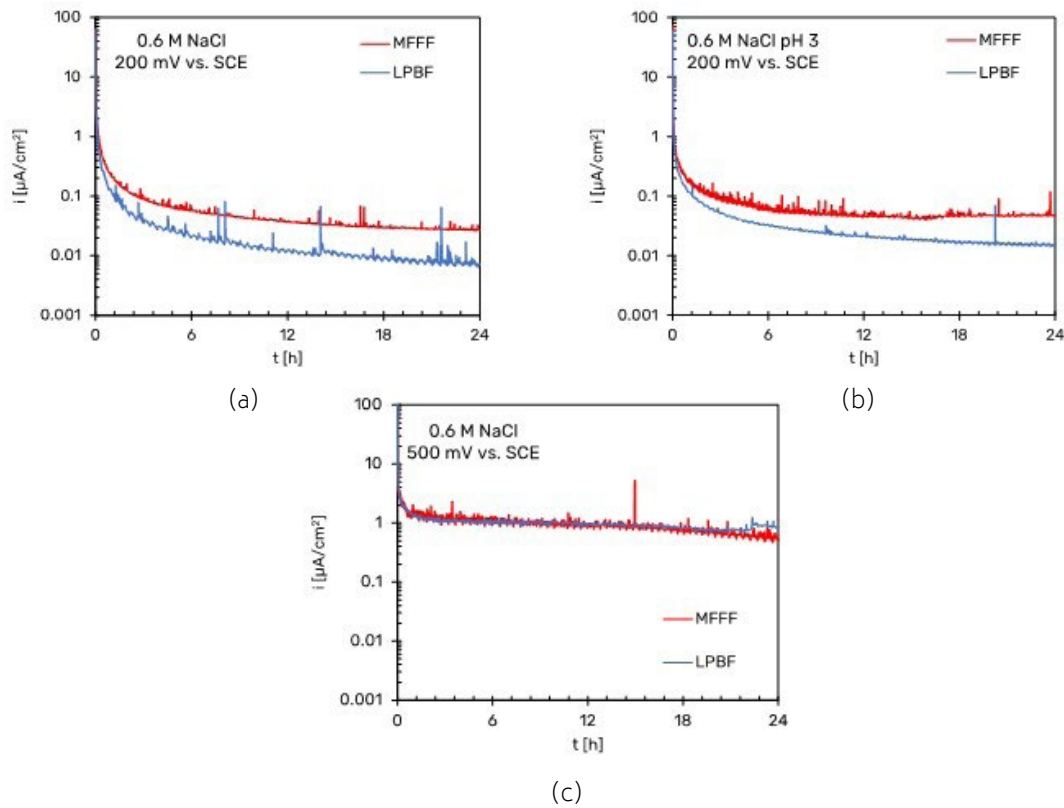 100
10
1
0.1
0.01
0.001
i [µA/cm²]
0.6 M NaCl
200 mV vs. SCE
MFFF
LPBF
0 6 12 18 24
t [h]
(a)
100
10
1
0.1
0.01
0.001
i [µA/cm²]
0.6 M NaCl pH 3
200 mV vs. SCE
MFFF
LPBF
0 6 12 18 24
t [h]
(b)
100
10
1
0.1
0.01
0.001
i [µA/cm²]
0.6 M NaCl
500 mV vs. SCE
MFFF
LPBF
0 6 12 18 24
t [h]
(c)